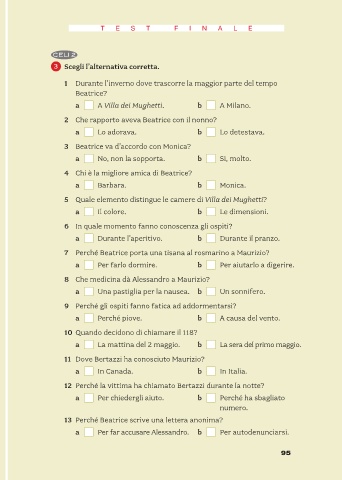 TEST FINALE
CELI 2
3 Scegli l'alternativa corretta.
1 Durante l'inverno dove trascorre la maggior parte del tempo
Beatrice?
a A Villa dei Mughetti. b A Milano.
2 Che rapporto aveva Beatrice con il nonno?
a Lo adorava. b Lo detestava.
3 Beatrice va d'accordo con Monica?
a No, non la sopporta. b Sì, molto.
4 Chi è la migliore amica di Beatrice?
a Barbara. b Monica.
5 Quale elemento distingue le camere di Villa dei Mughetti?
a Il colore. b Le dimensioni.
6 In quale momento fanno conoscenza gli ospiti?
a Durante l'aperitivo. b Durante il pranzo.
7 Perché Beatrice porta una tisana al rosmarino a Maurizio?
a Per farlo dormire. b Per aiutarlo a digerire.
8 Che medicina dà Alessandro a Maurizio?
a Una pastiglia per la nausea. b Un sonnifero.
9 Perché gli ospiti fanno fatica ad addormentarsi?
a Perché piove. b A causa del vento.
10 Quando decidono di chiamare il 118?
a La mattina del 2 maggio. b La sera del primo maggio.
11 Dove Bertazzi ha conosciuto Maurizio?
a In Canada. b In Italia.
12 Perché la vittima ha chiamato Bertazzi durante la notte?
a Per chiedergli aiuto. b Perché ha sbagliato
numero.
13 Perché Beatrice scrive una lettera anonima?
a Per far accusare Alessandro. b Per autodenunciarsi.
95